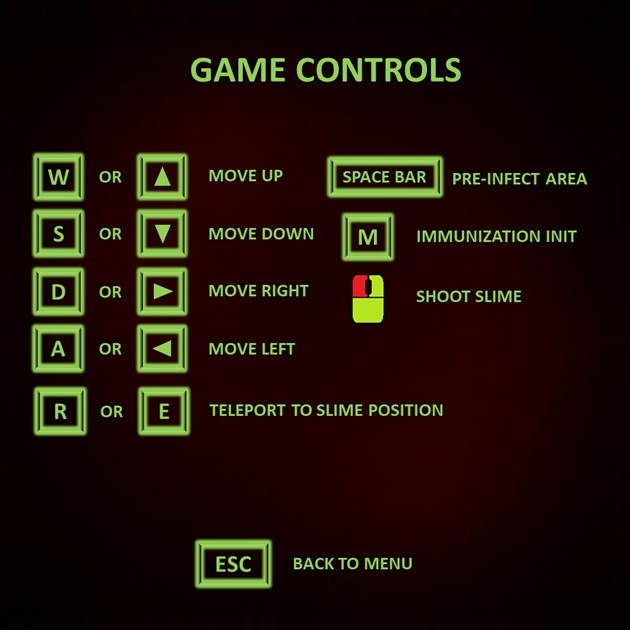 GAME CONTROLS
W OR ▲ MOVE UP
S OR ▼ MOVE DOWN
D OR ► MOVE RIGHT
A OR ◄ MOVE LEFT
R OR E TELEPORT TO SLIME POSITION
SPACE BAR PRE-INFECT AREA
M IMMUNIZATION INIT
SHOOT SLIME
ESC BACK TO MENU